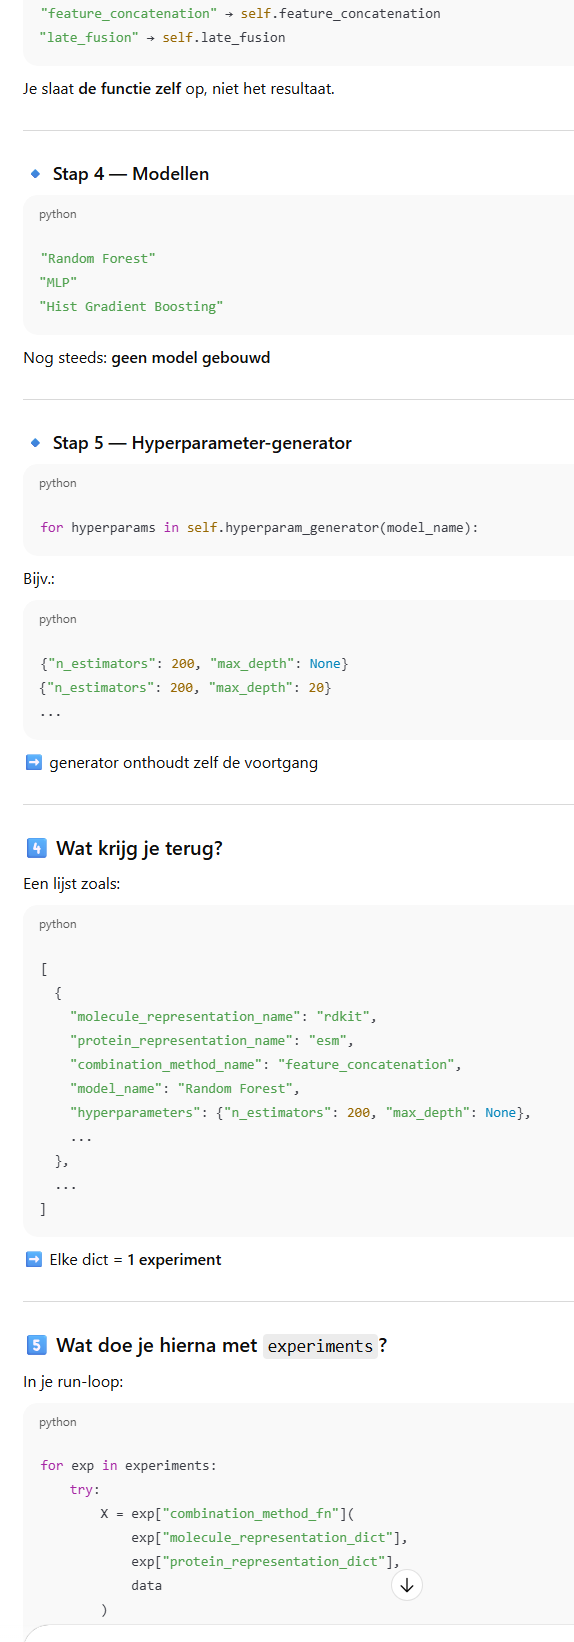 "feature_concatenation" → self.feature_concatenation
"late_fusion" → self.late_fusion
Je slaat de functie zelf op, niet het resultaat.
Stap 4 — Modellen
python
"Random Forest"
"MLP"
"Hist Gradient Boosting"
Nog steeds: geen model gebouwd
Stap 5 — Hyperparameter-generator
python
for hyperparams in self.hyperparam_generator(model_name):
Bijv.:
python
{"n_estimators": 200, "max_depth": None}
{"n_estimators": 200, "max_depth": 20}
...
➡️ generator onthoudt zelf de voortgang
4️⃣ Wat krijg je terug?
Een lijst zoals:
python
[
  {
    "molecule_representation_name": "rdkit",
    "protein_representation_name": "esm",
    "combination_method_name": "feature_concatenation",
    "model_name": "Random Forest",
    "hyperparameters": {"n_estimators": 200, "max_depth": None},
    ...
  },
  ...
]
➡️ Elke dict = 1 experiment
5️⃣ Wat doe je hierna met experiments?
In je run-loop:
python
for exp in experiments:
    try:
        X = exp["combination_method_fn"](
            exp["molecule_representation_dict"],
            exp["protein_representation_dict"],
            data
        )